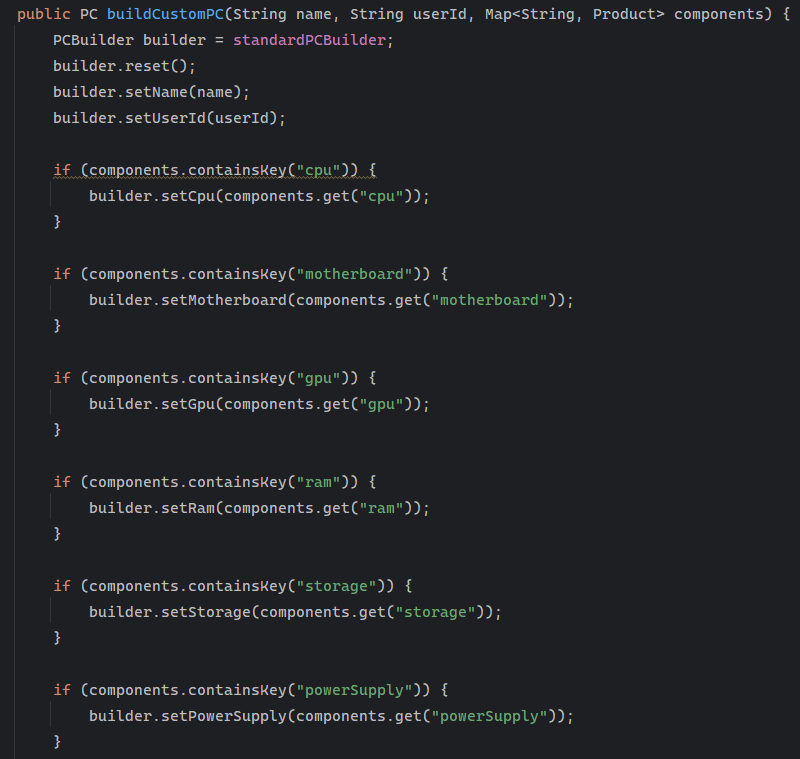 public PC buildCustomPC(String name, String userId, Map<String, Product> components) {
    PCBuilder builder = standardPCBuilder;
    builder.reset();
    builder.setName(name);
    builder.setUserId(userId);

    if (components.containsKey("cpu")) {
        builder.setCpu(components.get("cpu"));
    }

    if (components.containsKey("motherboard")) {
        builder.setMotherboard(components.get("motherboard"));
    }

    if (components.containsKey("gpu")) {
        builder.setGpu(components.get("gpu"));
    }

    if (components.containsKey("ram")) {
        builder.setRam(components.get("ram"));
    }

    if (components.containsKey("storage")) {
        builder.setStorage(components.get("storage"));
    }

    if (components.containsKey("powerSupply")) {
        builder.setPowerSupply(components.get("powerSupply"));
    }